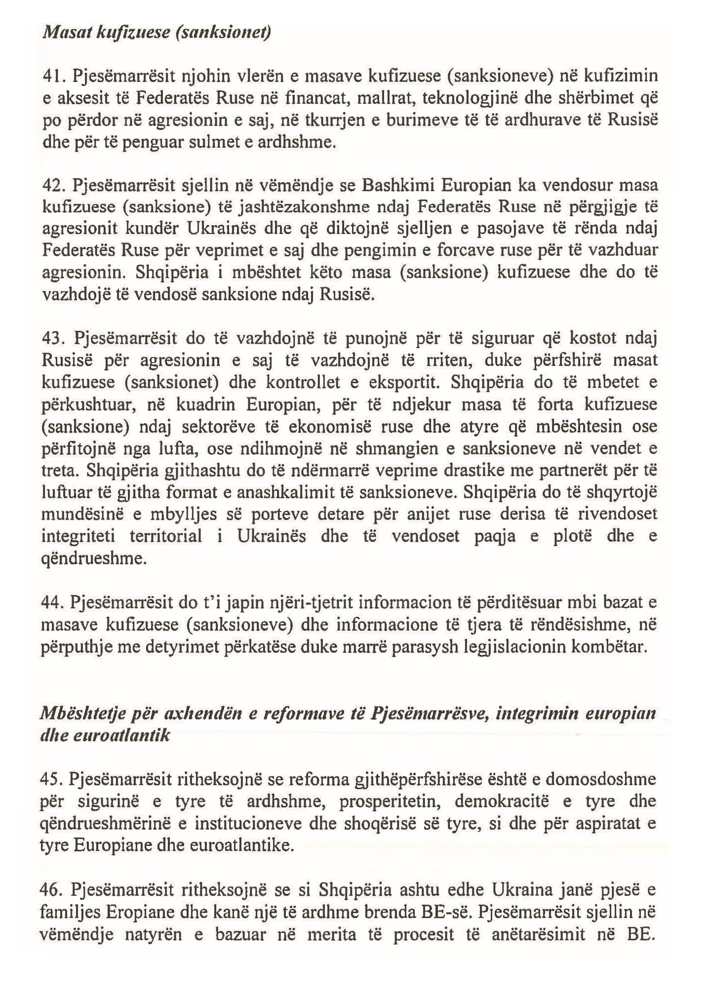 Masat kufizuese (sanksionet)
41. Pjesëmarrësit njohin vlerën e masave kufizuese (sanksioneve) në kufizimin
e aksesit të Federatës Ruse në financat, mallrat, teknologjinë dhe shërbimet që
po përdor në agresionin e saj, në tkurrjen e burimeve të të ardhurave të Rusisë
dhe për të penguar sulmet e ardhshme.
42. Pjesëmarrësit sjellin në vëmëndje se Bashkimi Europian ka vendosur masa
kufizuese (sanksione) të jashtëzakonshme ndaj Federatës Ruse në përgjigje të
agresionit kundër Ukrainës dhe që diktojnë sjelljen e pasojave të rënda ndaj
Federatës Ruse për veprimet e saj dhe pengimin e forcave ruse për të vazhduar
agresionin. Shqipëria i mbështet këto masa (sanksione) kufizuese dhe do të
vazhdojë të vendosë sanksione ndaj Rusisë.
43. Pjesëmarrësit do të vazhdojnë të punojnë për të siguruar që kostot ndaj
Rusisë për agresionin e saj të vazhdojnë të rriten, duke përfshirë masat
kufizuese (sanksionet) dhe kontrollet e eksportit. Shqipëria do të mbetet e
përkushtuar, në kuadrin Europian, për të ndjekur masa të forta kufizuese
(sanksione) ndaj sektorëve të ekonomisë ruse dhe atyre që mbështesin ose
përfitojnë nga lufta, ose ndihmojnë në shmangien e sanksioneve në vendet e
treta. Shqipëria gjithashtu do të ndërmarrë veprime drastike me partnerët për të
luftuar të gjitha format e anashkalimit të sanksioneve. Shqipëria do të shqyrtojë
mundësinë e mbylljes së porteve detare për anijet ruse derisa të rivendoset
integriteti territorial i Ukrainës dhe të vendoset paqja e plotë dhe e
qëndrueshme.
44. Pjesëmarrësit do t’i japin njëri-tjetrit informacion të përditësuar mbi bazat e
masave kufizuese (sanksioneve) dhe informacione të tjera të rëndësishme, në
përputhje me detyrimet përkatëse duke marrë parasysh legjislacionin kombëtar.
Mbështetje për axhendën e reformave të Pjesëmarrësve, integrimin europian
dhe euroatlantik
45. Pjesëmarrësit ritheksojnë se reforma gjithëpërfshirëse është e domosdoshme
për sigurinë e tyre të ardhshme, prosperitetin, demokracitë e tyre dhe
qëndrueshmërinë e institucioneve dhe shoqërisë së tyre, si dhe për aspiratat e
tyre Europiane dhe euroatlantike.
46. Pjesëmarrësit ritheksojnë se si Shqipëria ashtu edhe Ukraina janë pjesë e
familjes Eropiane dhe kanë një të ardhme brenda BE-së. Pjesëmarrësit sjellin në
vëmëndje natyrën e bazuar në merita të procesit të anëtarësimit në BE.